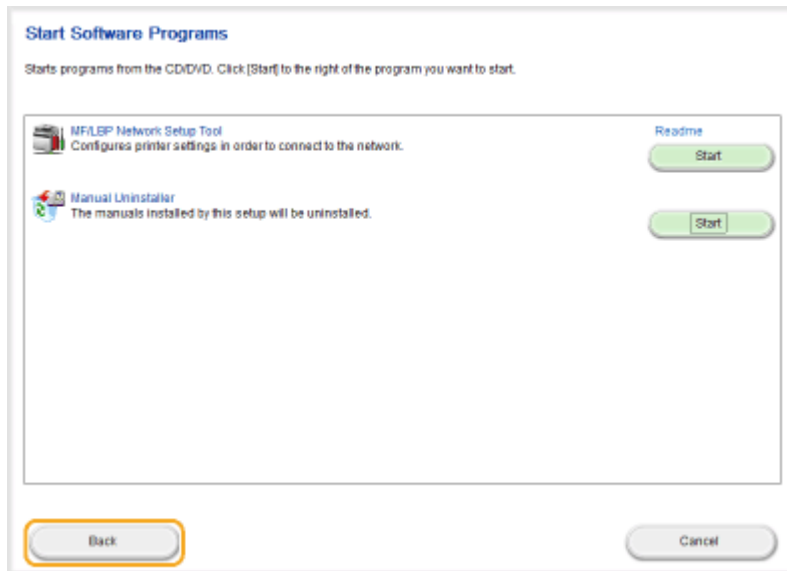 Start Software Programs
Starts programs from the CD/DVD. Click [Start] to the right of the program you want to start.
MF/LBP Network Setup Tool
Readme
Configures printer settings in order to connect to the network.
Start
Manual Uninstaller
The manuals installed by this setup will be uninstalled.
Start
Back
Cancel